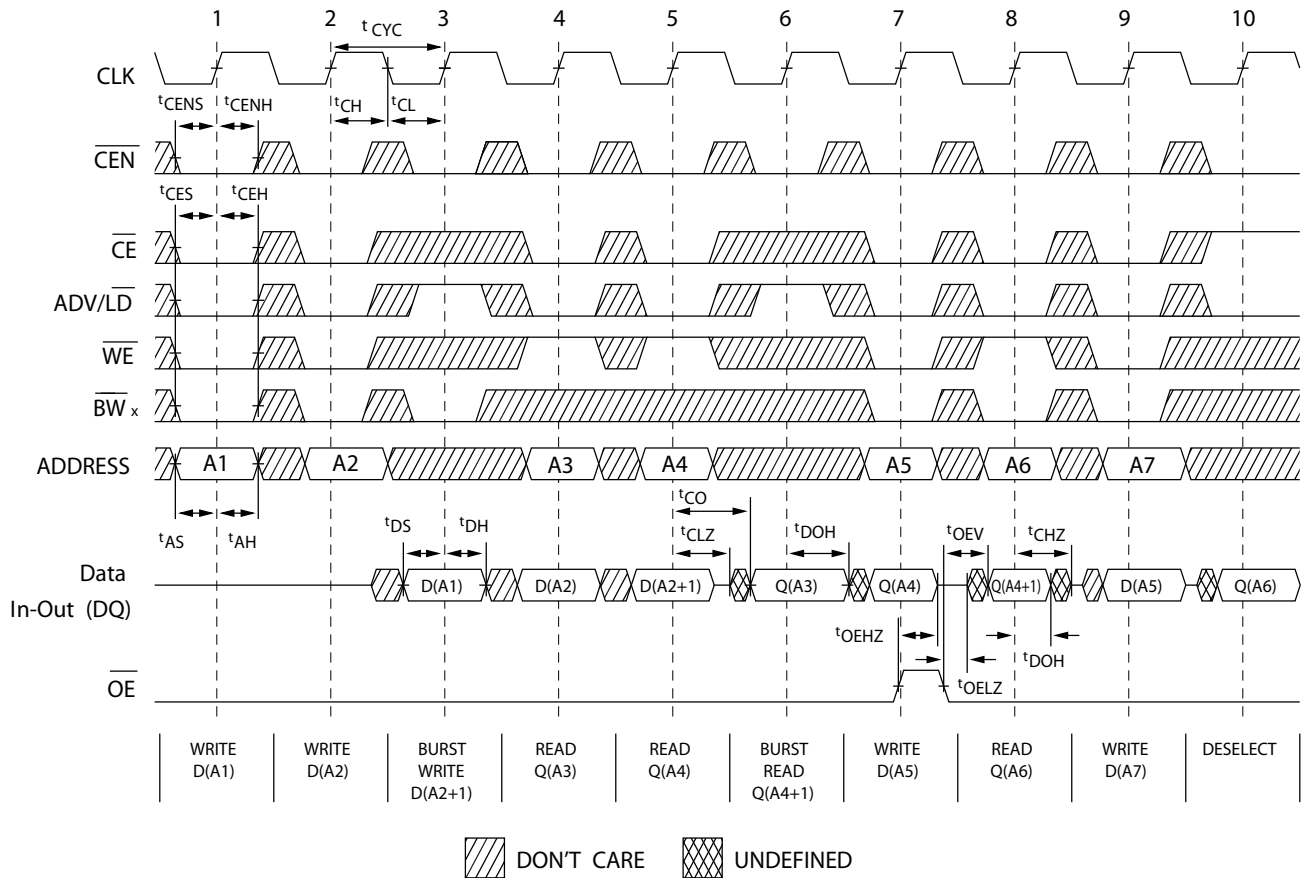 1 2 3 4 5 6 7 8 9 10
tCYC
CLK
tCENS tCENH tCH tCL
CEN
tCES tCEH
CE
ADV/LD
WE
BW x
ADDRESS A1 A2 A3 A4 A5 A6 A7
tCO
tAS tAH tDS tDH tCLZ tDOH tOEV tCHZ
Data
In-Out (DQ)
D(A1) D(A2) D(A2+1) Q(A3) Q(A4) Q(A4+1) D(A5) Q(A6)
tOEHZ tDOH
tOELZ
OE
WRITE
D(A1)
WRITE
D(A2)
BURST
WRITE
D(A2+1)
READ
Q(A3)
READ
Q(A4)
BURST
READ
Q(A4+1)
WRITE
D(A5)
READ
Q(A6)
WRITE
D(A7)
DESELECT
DON'T CARE UNDEFINED